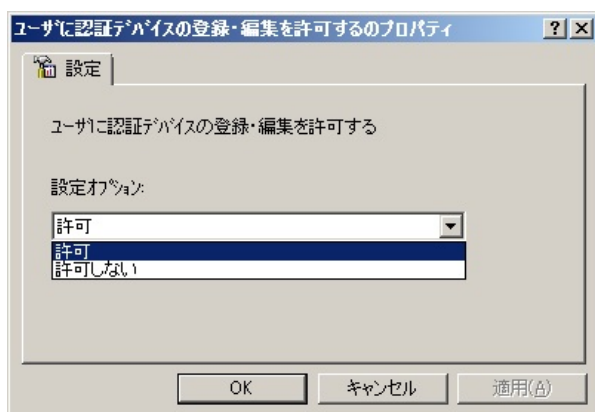 ユーザに認証デバイスの登録・編集を許可するのプロパティ
設定
ユーザに認証デバイスの登録・編集を許可する
設定オプション:
許可
許可
許可しない
OK
キャンセル
適用(A)